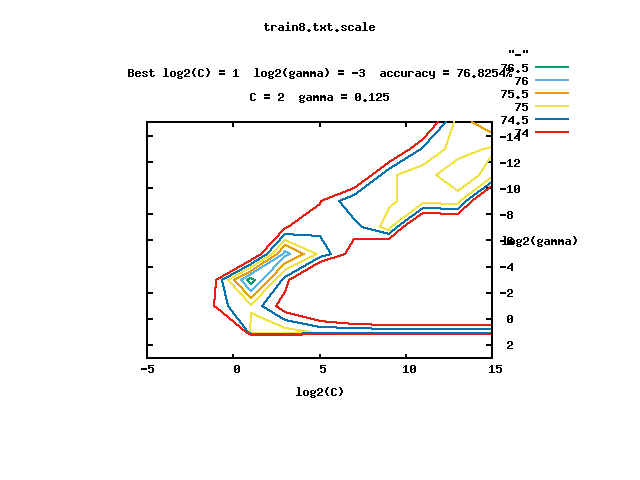 train8.txt.scale
"-"
Best log2(C) = 1  log2(gamma) = -3  accuracy = 76.8254%
76.5
76
C = 2  gamma = 0.125
75.5
75
74.5
74
-14
-12
-10
-8
-6
log2(gamma)
-4
-2
0
2
-5 0 5 10 15
log2(C)